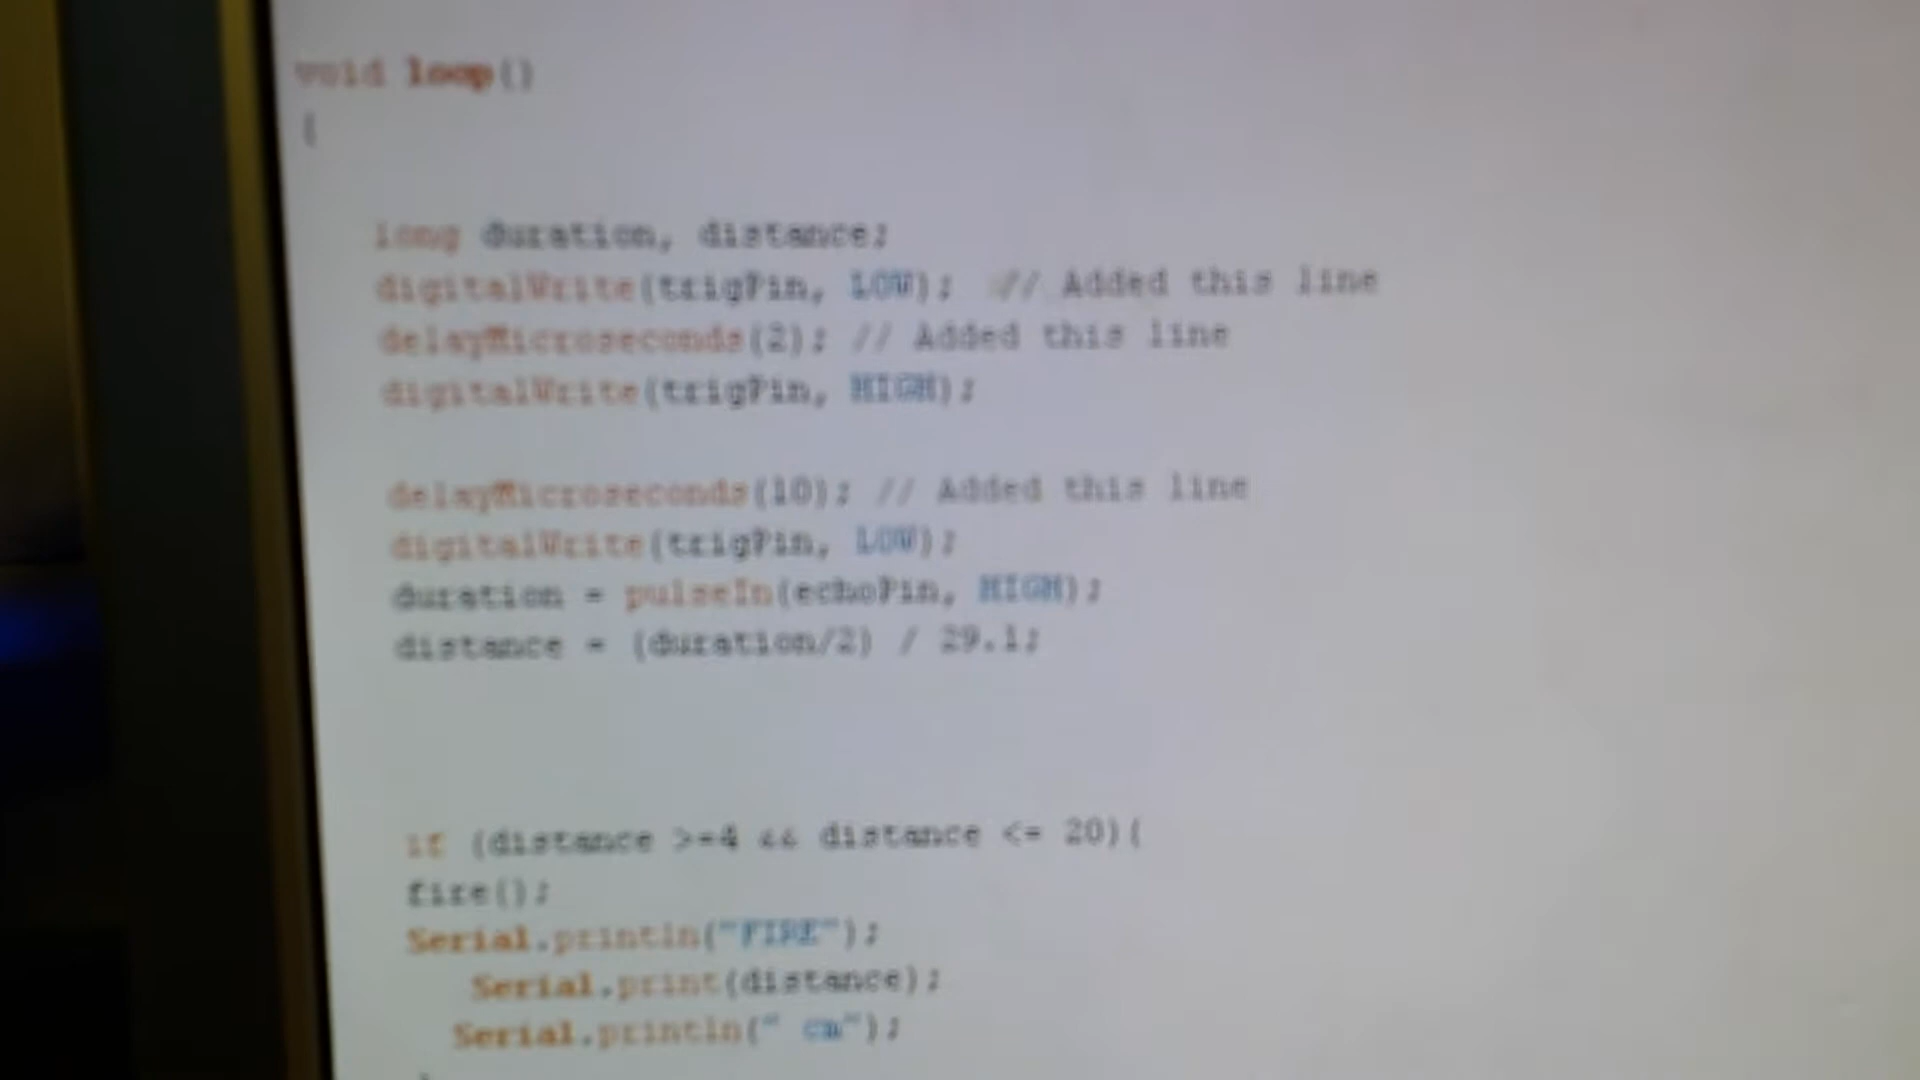 void loop()
{
long duration, distance;
digitalWrite(trigPin, LOW);  // Added this line
delayMicroseconds(2); // Added this line
digitalWrite(trigPin, HIGH);
delayMicroseconds(10); // Added this line
digitalWrite(trigPin, LOW);
duration = pulseIn(echoPin, HIGH);
distance = (duration/2) / 29.1;
if (distance >=4 && distance <= 20){
fire();
Serial.println("FIRE");
Serial.print(distance);
Serial.println(" cm");